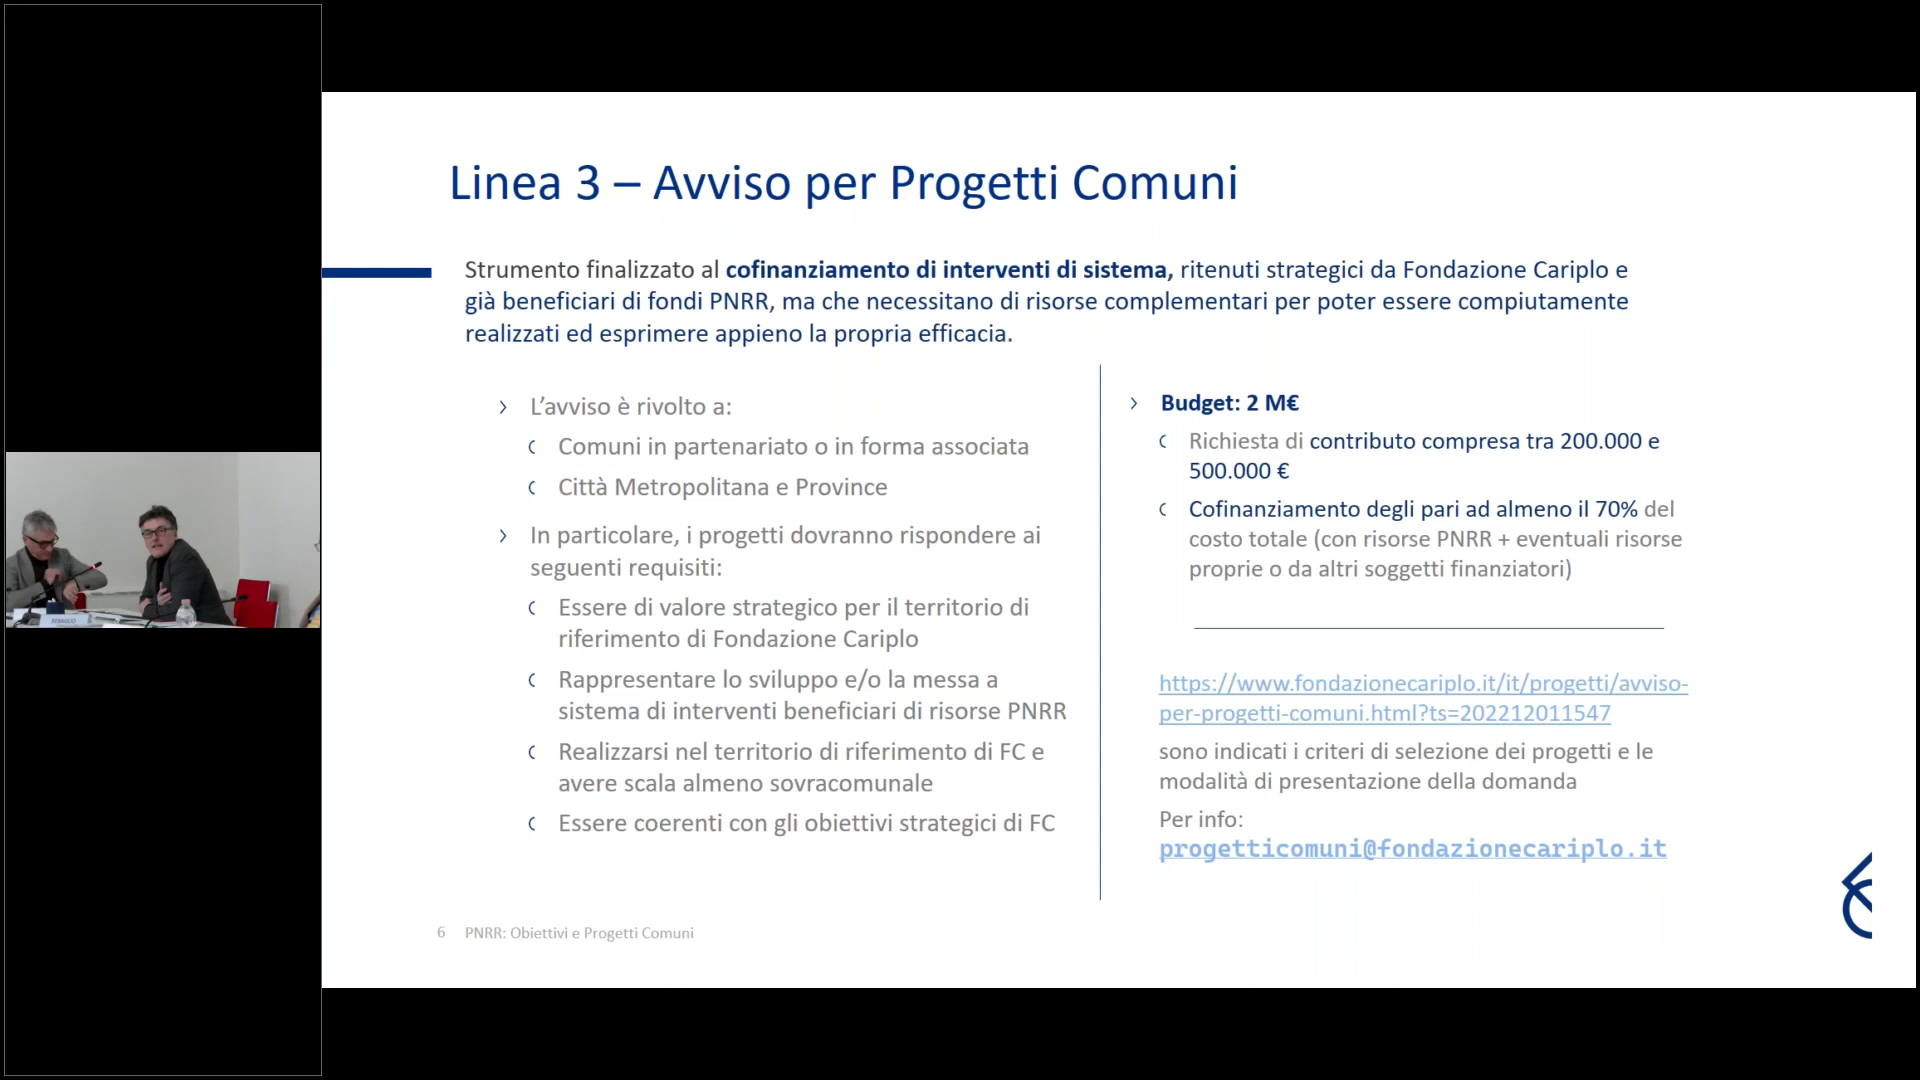 Linea 3 – Avviso per Progetti Comuni
Strumento finalizzato al cofinanziamento di interventi di sistema, ritenuti strategici da Fondazione Cariplo e
già beneficiari di fondi PNRR, ma che necessitano di risorse complementari per poter essere compiutamente
realizzati ed esprimere appieno la propria efficacia.
L’avviso è rivolto a:
Comuni in partenariato o in forma associata
Città Metropolitana e Province
In particolare, i progetti dovranno rispondere ai
seguenti requisiti:
Essere di valore strategico per il territorio di
riferimento di Fondazione Cariplo
Rappresentare lo sviluppo e/o la messa a
sistema di interventi beneficiari di risorse PNRR
Realizzarsi nel territorio di riferimento di FC e
avere scala almeno sovracomunale
Essere coerenti con gli obiettivi strategici di FC
Budget: 2 M€
Richiesta di contributo compresa tra 200.000 e
500.000 €
Cofinanziamento degli pari ad almeno il 70% del
costo totale (con risorse PNRR + eventuali risorse
proprie o da altri soggetti finanziatori)
https://www.fondazionecariplo.it/it/progetti/avviso-
per-progetti-comuni.html?ts=202212011547
sono indicati i criteri di selezione dei progetti e le
modalità di presentazione della domanda
Per info:
progetticomuni@fondazionecariplo.it
6 PNRR: Obiettivi e Progetti Comuni